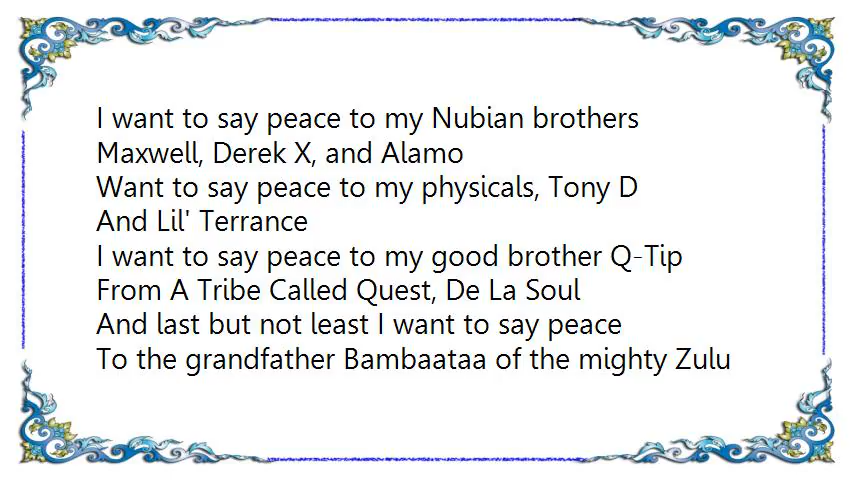 I want to say peace to my Nubian brothers
Maxwell, Derek X, and Alamo
Want to say peace to my physicals, Tony D
And Lil' Terrance
I want to say peace to my good brother Q-Tip
From A Tribe Called Quest, De La Soul
And last but not least I want to say peace
To the grandfather Bambaataa of the mighty Zulu